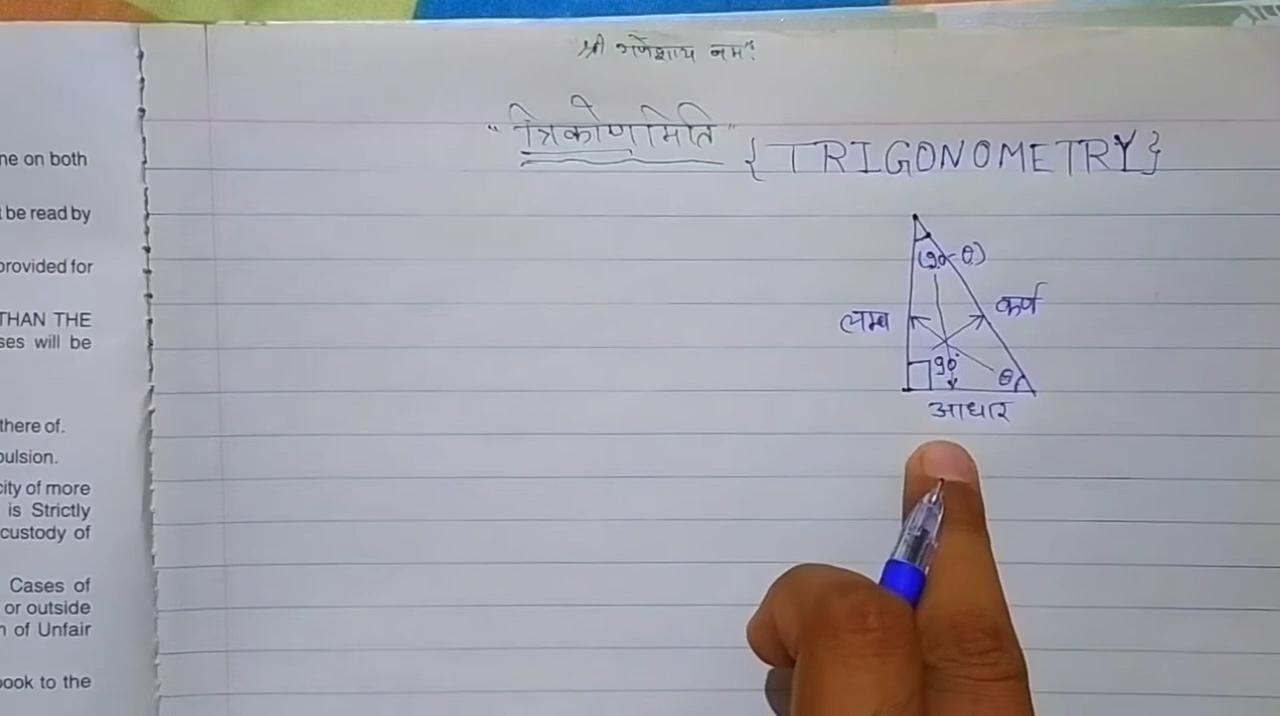 श्री गणेशाय नमः
"त्रिकोणमिति" {TRIGONOMETRY}
(90-θ)
लम्ब
कर्ण
90°
θ
आधार
ne on both
be read by
provided for
THAN THE
ses will be
there of.
pulsion.
city of more
is Strictly
custody of
Cases of
or outside
of Unfair
book to the